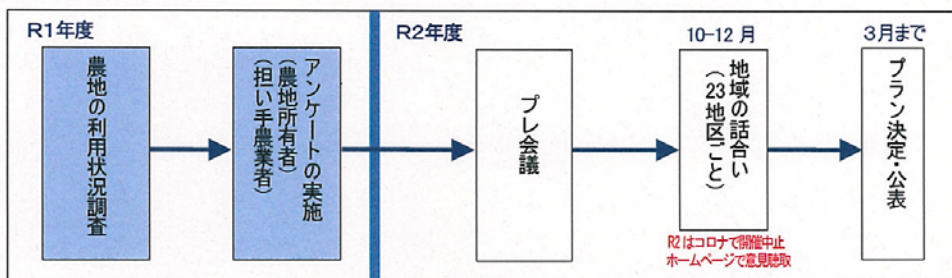 R1年度
農地の利用状況調査
アンケートの実施
（農地所有者）
（担い手農業者）
R2年度
プレ会議
10-12月
地域の話合い
（23地区ごと）
R2はコロナで開催中止
ホームページで意見聴取
3月まで
プラン決定・公表